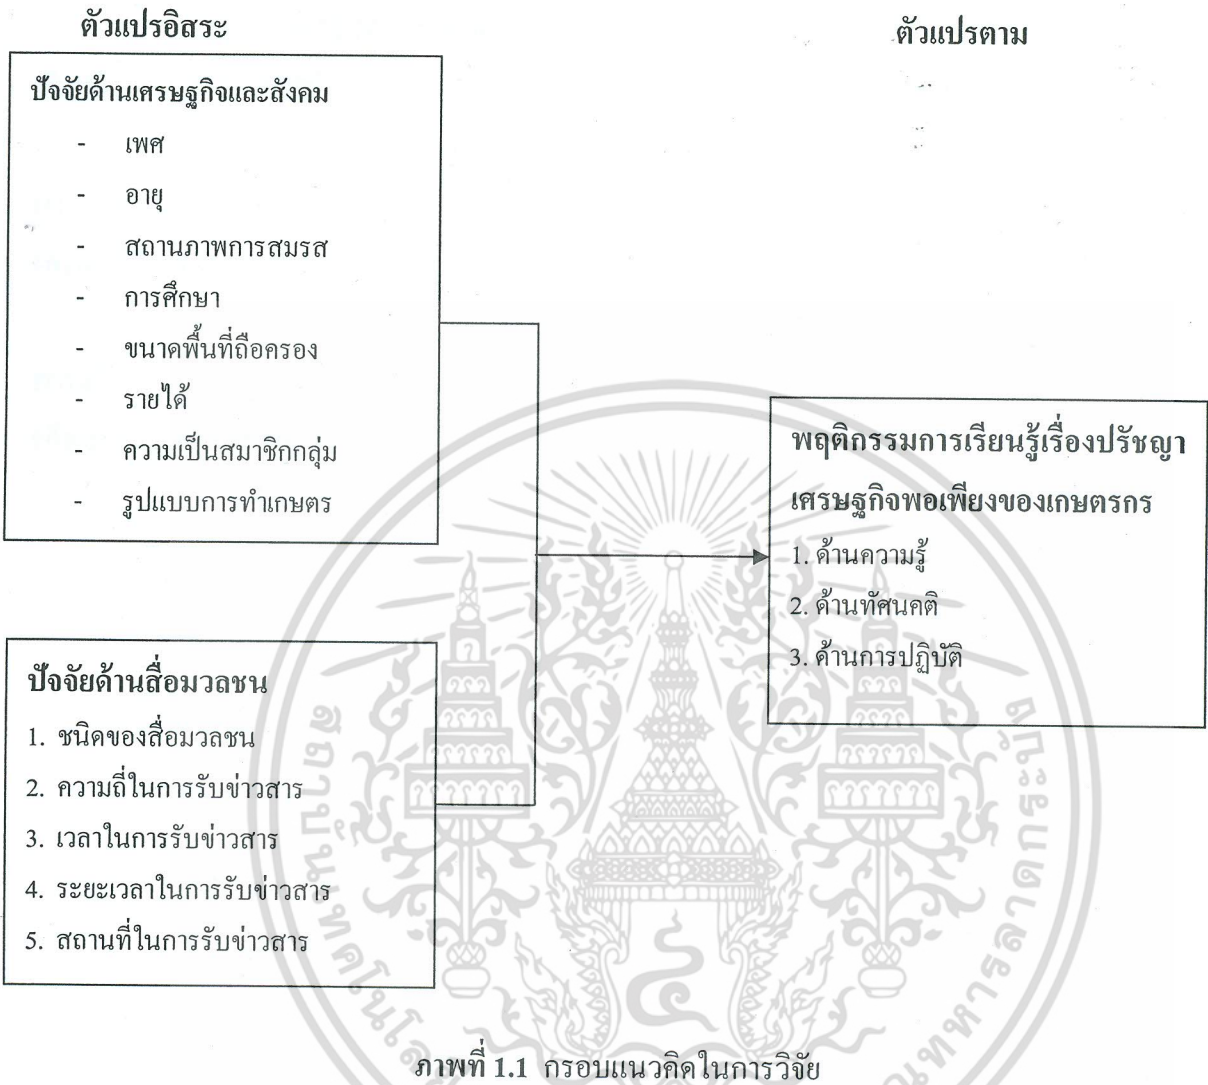 ตัวแปรอิสระ
ตัวแปรตาม
ปัจจัยด้านเศรษฐกิจและสังคม
- เพศ
- อายุ
- สถานภาพการสมรส
- การศึกษา
- ขนาดพื้นที่ถือครอง
- รายได้
- ความเป็นสมาชิกกลุ่ม
- รูปแบบการทำเกษตร
พฤติกรรมการเรียนรู้เรื่องปรัชญา
เศรษฐกิจพอเพียงของเกษตรกร
1. ด้านความรู้
2. ด้านทัศนคติ
3. ด้านการปฏิบัติ
ปัจจัยด้านสื่อมวลชน
1. ชนิดของสื่อมวลชน
2. ความถี่ในการรับข่าวสาร
3. เวลาในการรับข่าวสาร
4. ระยะเวลาในการรับข่าวสาร
5. สถานที่ในการรับข่าวสาร
ภาพที่ 1.1 กรอบแนวคิดในการวิจัย